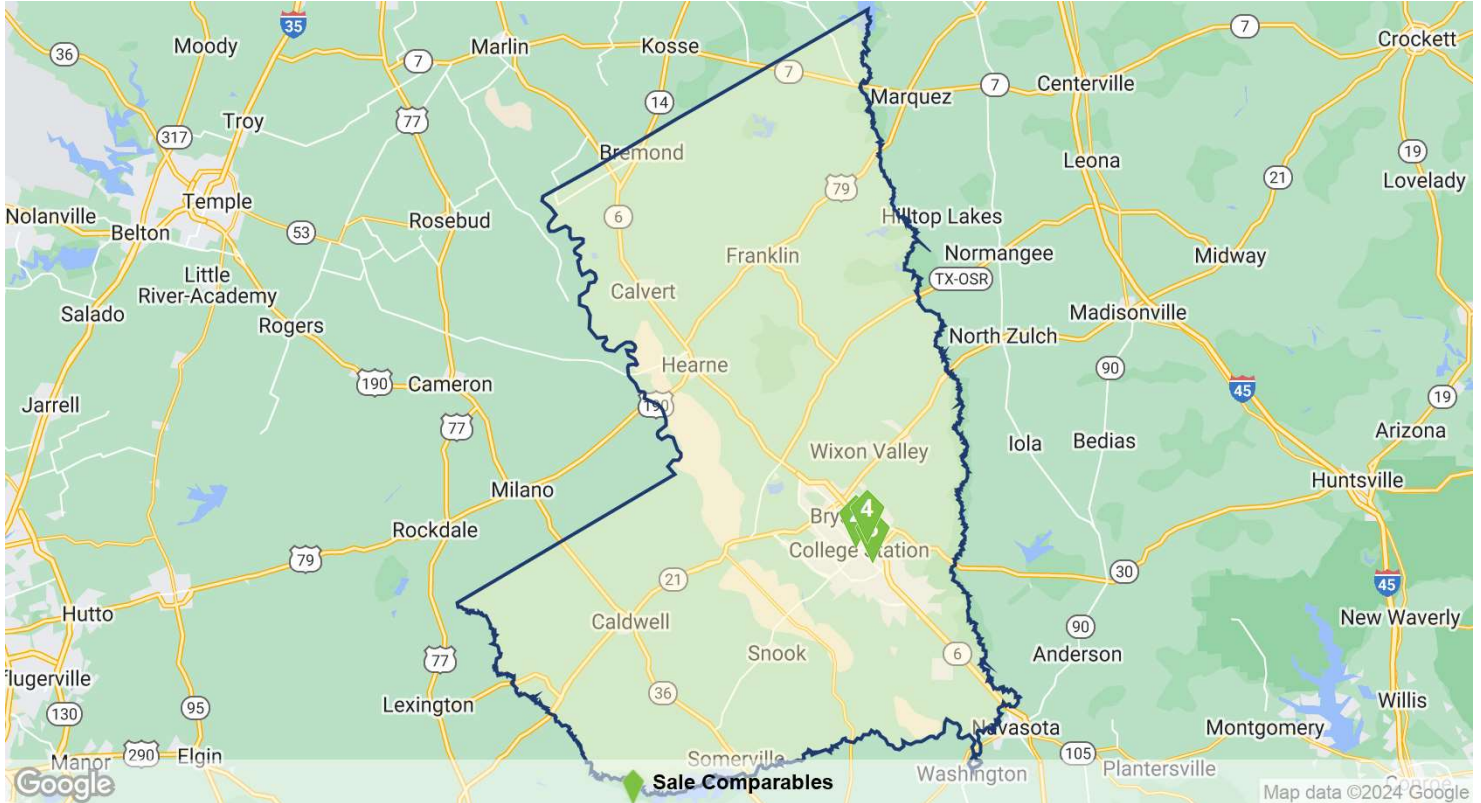 35
36
Moody
Marlin
Kosse
7
Crockett
7
7
Marquez
7
Centerville
317
Troy
77
14
Bremond
Leona
19
Lovelady
79
21
Nolanville
Temple
Rosebud
6
Hilltop Lakes
Belton
53
Franklin
Normangee
Midway
Little
River-Academy
Calvert
TX-OSR
Salado
Rogers
Madisonville
North Zulch
Hearne
190
Cameron
90
45
19
Jarrell
190
77
Arizona
Wixon Valley
Iola
Bedias
Huntsville
Milano
4
Rockdale
College Station
79
21
30
45
Hutto
Caldwell
90
New Waverly
Snook
6
Anderson
77
flugerville
36
Lexington
Willis
130
95
Navasota
Montgomery
290
Manor
Elgin
Somerville
105
Washington
Plantersville
Conroe
Google
Sale Comparables
Map data ©2024 Google